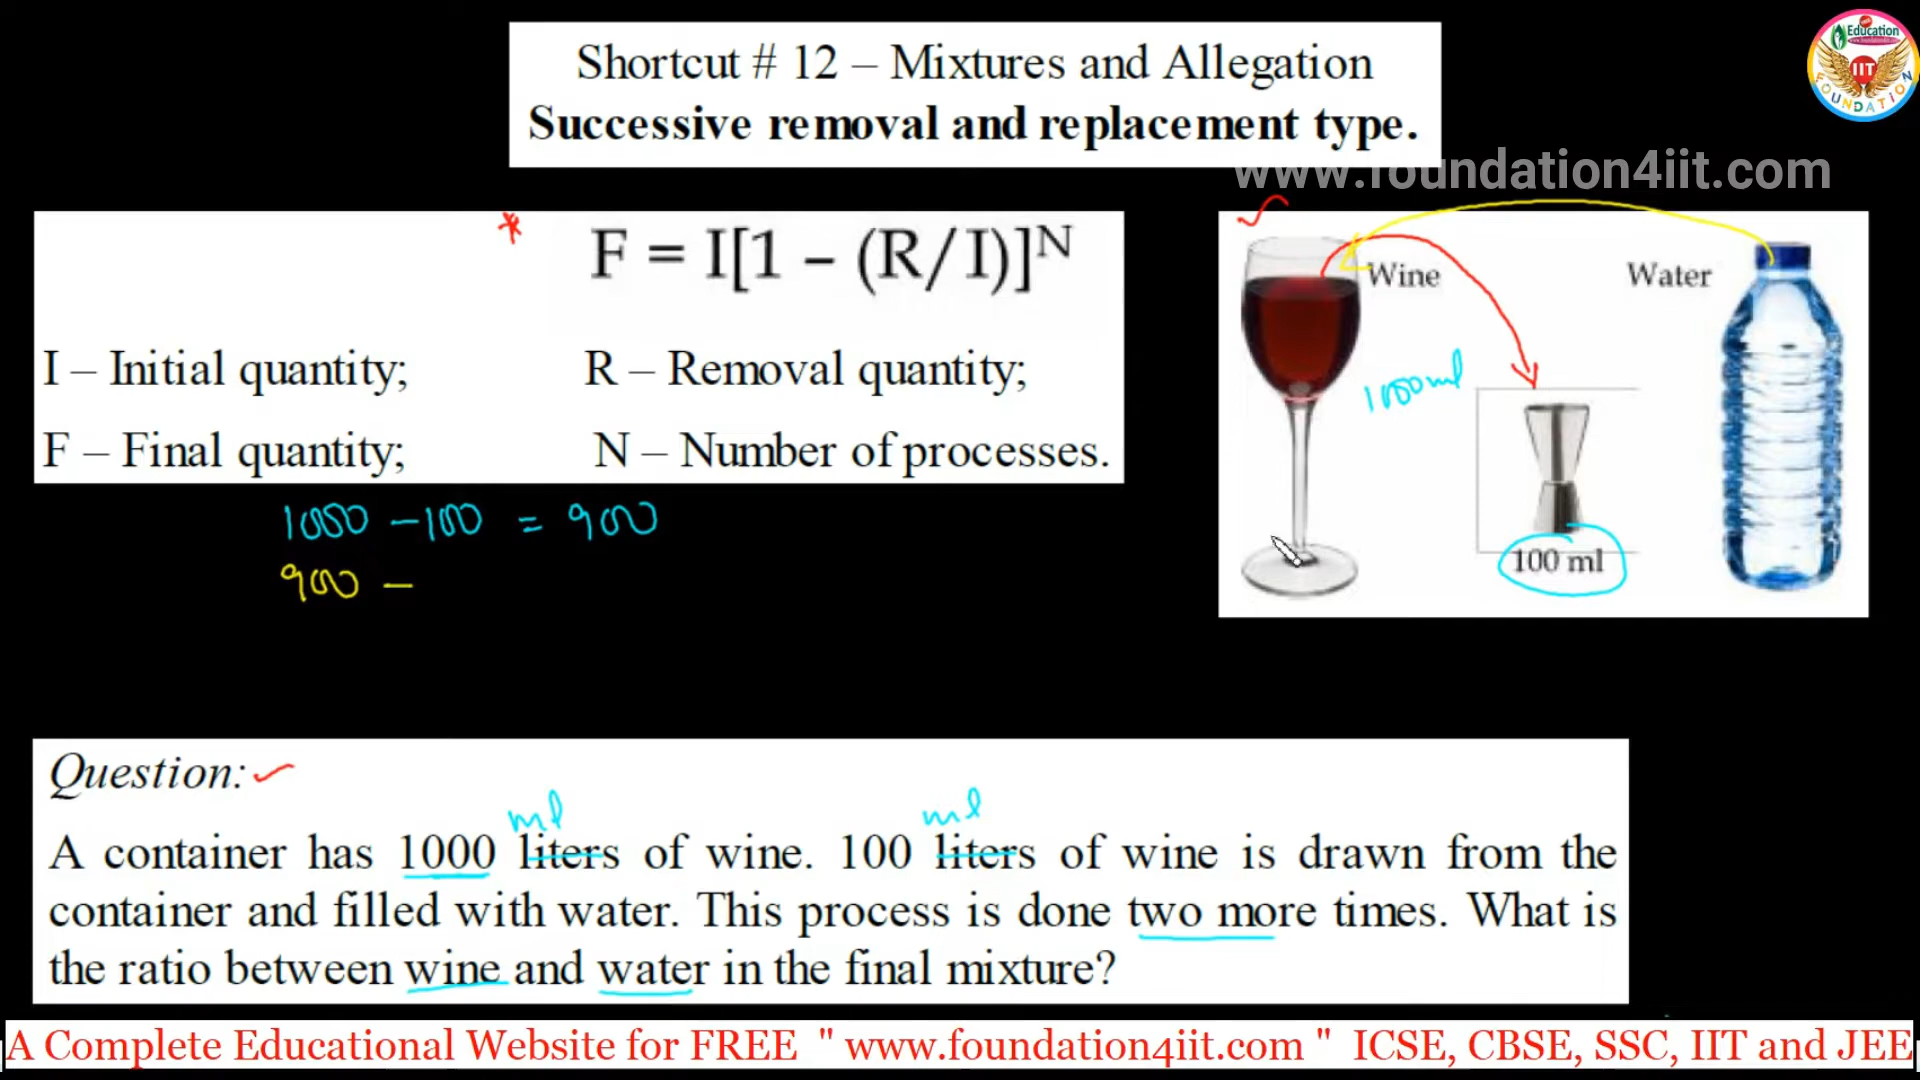 Shortcut # 12 – Mixtures and Allegation
Successive removal and replacement type.
Education
IIT
FOUNDATION
www.foundation4iit.com
* F = I[1 – (R/I)]^N
I – Initial quantity; R – Removal quantity;
F – Final quantity; N – Number of processes.
Wine
Water
1000ml
100 ml
1000 – 100 = 900
900 –
Question:
ml ml
A container has 1000 liters of wine. 100 liters of wine is drawn from the
container and filled with water. This process is done two more times. What is
the ratio between wine and water in the final mixture?
A Complete Educational Website for FREE " www.foundation4iit.com " ICSE, CBSE, SSC, IIT and JEE